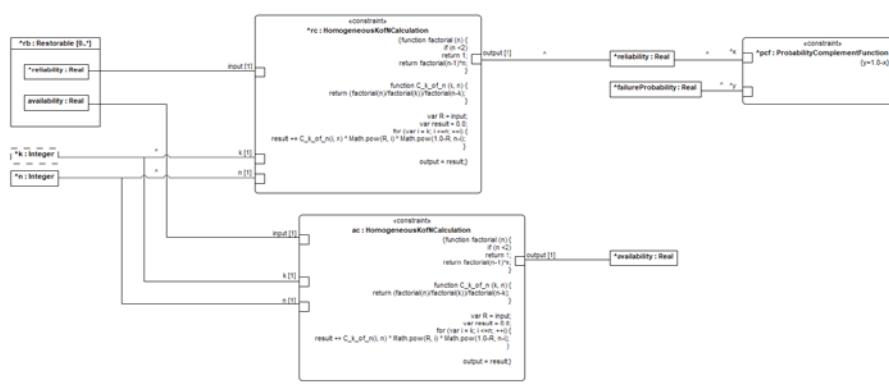 ^rb : Restorable [0..*]
^reliability : Real
availability : Real
^k : Integer
^n : Integer
«constraint»
^rc : HomogeneousKofNCalculation
{function factorial (n) {
if (n <2)
return 1;
return factorial(n-1)*n;
}
function C_k_of_n (k, n) {
return (factorial(n)/factorial(k))/factorial(n-k);
}
var R = input;
var result = 0.0;
for (var i = k; i <=n; ++i) {
result += C_k_of_n(i, n) * Math.pow(R, i) * Math.pow(1.0-R, n-i);
}
output = result;}
input [1]
k [1]
n [1]
output [1]
^
^
^
^reliability : Real
^failureProbability : Real
^ ^x
^ ^y
«constraint»
^pcf : ProbabilityComplementFunction
{y=1.0-x}
«constraint»
ac : HomogeneousKofNCalculation
{function factorial (n) {
if (n <2)
return 1;
return factorial(n-1)*n;
}
function C_k_of_n (k, n) {
return (factorial(n)/factorial(k))/factorial(n-k);
}
var R = input;
var result = 0.0;
for (var i = k; i <=n; ++i) {
result += C_k_of_n(i, n) * Math.pow(R, i) * Math.pow(1.0-R, n-i);
}
output = result;}
input [1]
k [1]
n [1]
output [1]
^availability : Real